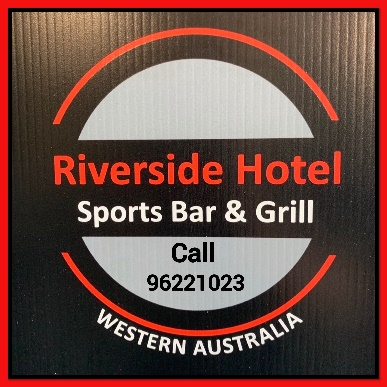 Riverside Hotel
Sports Bar & Grill
Call
96221023
WESTERN AUSTRALIA